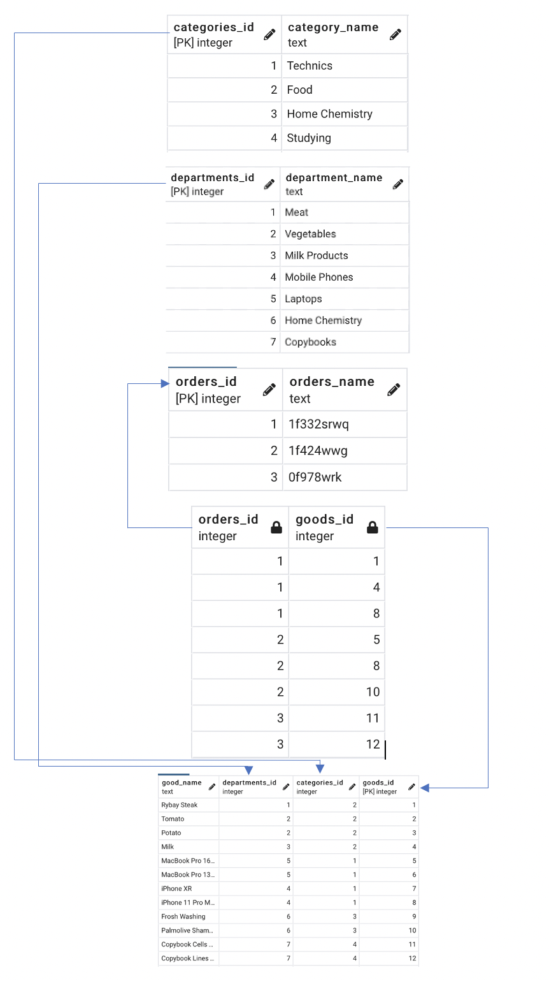 categories_id category_name
[PK] integer text
1 Technics
2 Food
3 Home Chemistry
4 Studying
departments_id department_name
[PK] integer text
1 Meat
2 Vegetables
3 Milk Products
4 Mobile Phones
5 Laptops
6 Home Chemistry
7 Copybooks
orders_id orders_name
[PK] integer text
1 1f332srwq
2 1f424wwg
3 0f978wrk
orders_id goods_id
integer integer
1 1
1 4
1 8
2 5
2 8
2 10
3 11
3 12
good_name departments_id categories_id goods_id
text integer integer [PK] integer
Rybay Steak 1 2 1
Tomato 2 2 2
Potato 2 2 3
Milk 3 2 4
MacBook Pro 16... 5 1 5
MacBook Pro 13... 5 1 6
iPhone XR 4 1 7
iPhone 11 Pro M... 4 1 8
Frosh Washing 6 3 9
Palmolive Sham... 6 3 10
Copybook Cells ... 7 4 11
Copybook Lines ... 7 4 12